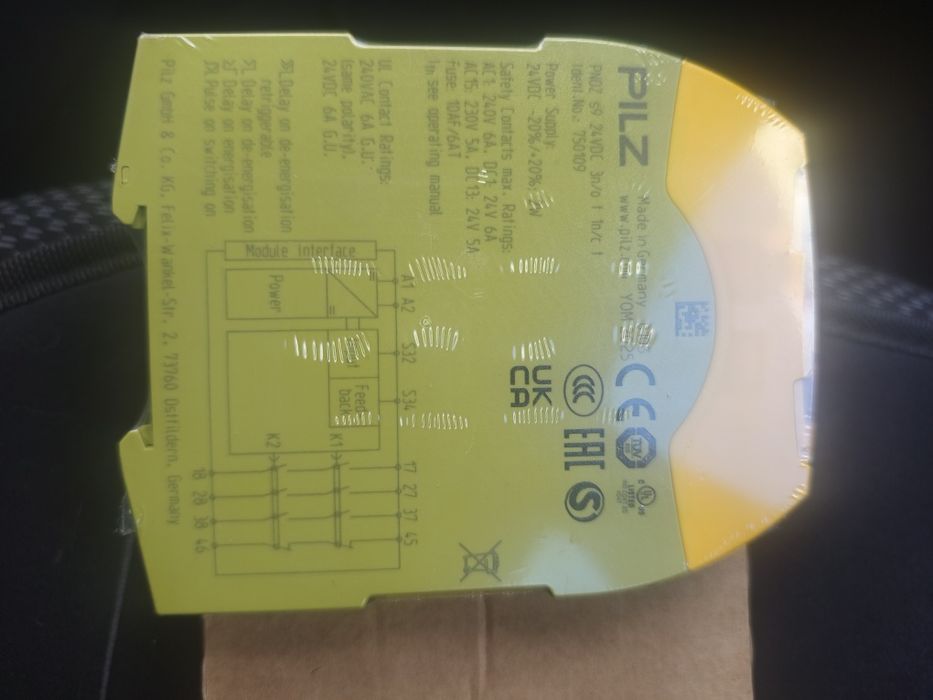 PILZ
Made in Germany
www.pilz.
PNOZ s9 24VDC 3n/o t 1n/c t
Ident.No.: 750109
Power Supply:
24VDC -20%/+20%
Safety Contacts max. Ratings:
AC1: 240V 6A, DC1: 24V 6A
AC15: 230V 5A, DC13: 24V 5A
Fuse: 10AF/6AT
see operating manual
UL Contact Ratings:
240VAC 6A G.U.
(same polarity),
24VDC 6A G.U.
Delay on de-energisation
retriggerable
Delay on de-energisation
Delay on energisation
Pulse on switching on
Pilz GmbH & Co. KG, Felix-Wankel-Str. 2, 73760 Ostfildern, Germany
CE
TÜV
UL
LISTED
CCC
EAC
UK
CA
S
A1 A2 S32 S34 17 27 37 45
Module interface
Power
Feed
back
K1
K2
18 28 38 46